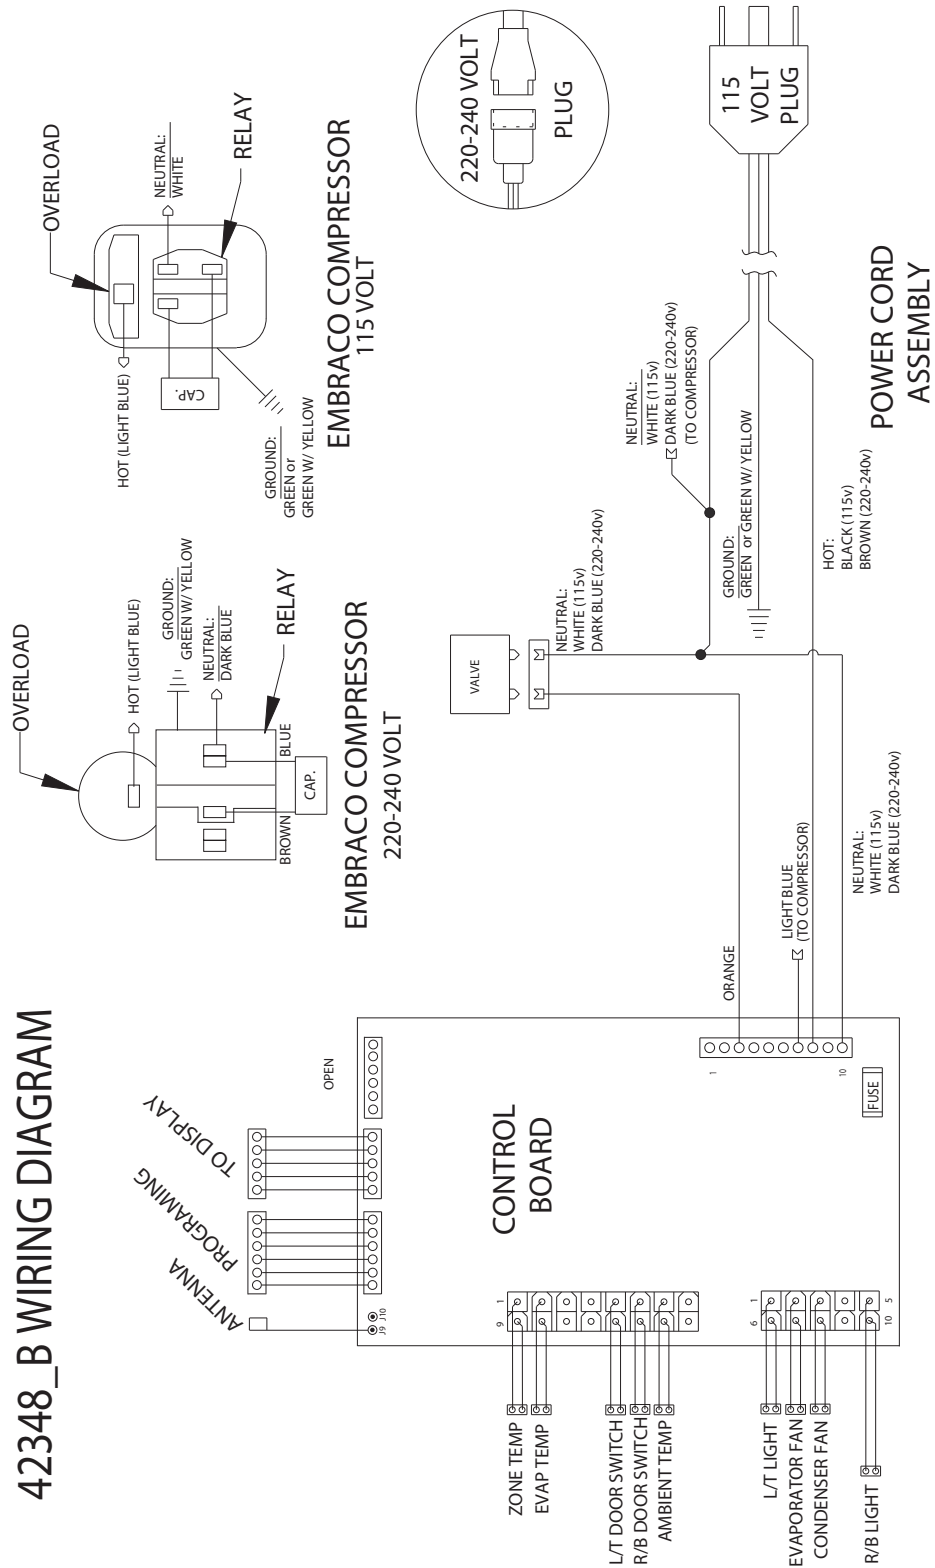 42348_B WIRING DIAGRAM
OVERLOAD
HOT (LIGHT BLUE)
GROUND:
GREEN W/ YELLOW
NEUTRAL:
DARK BLUE
RELAY
BROWN
BLUE
CAP.
EMBRACO COMPRESSOR
220-240 VOLT
OVERLOAD
HOT (LIGHT BLUE)
NEUTRAL:
WHITE
RELAY
CAP.
GROUND:
GREEN or
GREEN W/ YELLOW
EMBRACO COMPRESSOR
115 VOLT
220-240 VOLT
PLUG
115
VOLT
PLUG
POWER CORD
ASSEMBLY
NEUTRAL:
WHITE (115v)
DARK BLUE (220-240v)
(TO COMPRESSOR)
GROUND:
GREEN or GREEN W/ YELLOW
HOT:
BLACK (115v)
BROWN (220-240v)
VALVE
NEUTRAL:
WHITE (115v)
DARK BLUE (220-240v)
ORANGE
LIGHT BLUE
(TO COMPRESSOR)
NEUTRAL:
WHITE (115v)
DARK BLUE (220-240v)
ANTENNA
PROGRAMING
TO DISPLAY
OPEN
J9
J10
CONTROL
BOARD
1
10
FUSE
9
1
ZONE TEMP
EVAP TEMP
L/T DOOR SWITCH
R/B DOOR SWITCH
AMBIENT TEMP
6
1
10
5
L/T LIGHT
EVAPORATOR FAN
CONDENSER FAN
R/B LIGHT